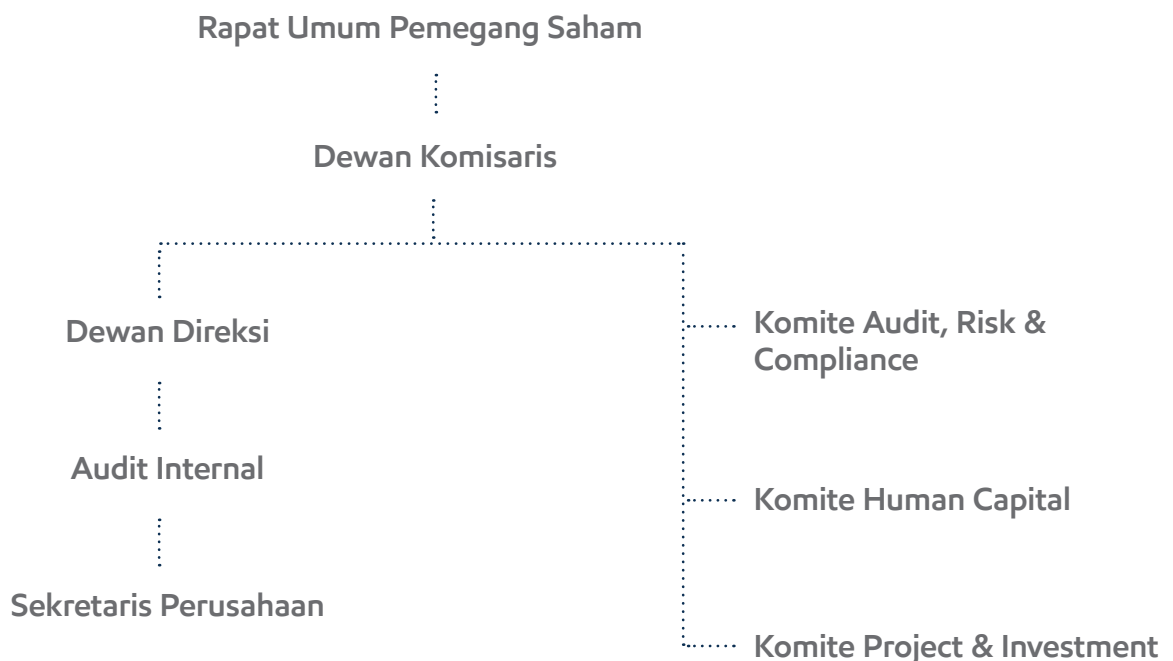 Rapat Umum Pemegang Saham
Dewan Komisaris
Dewan Direksi
Audit Internal
Sekretaris Perusahaan
Komite Audit, Risk &
Compliance
Komite Human Capital
Komite Project & Investment